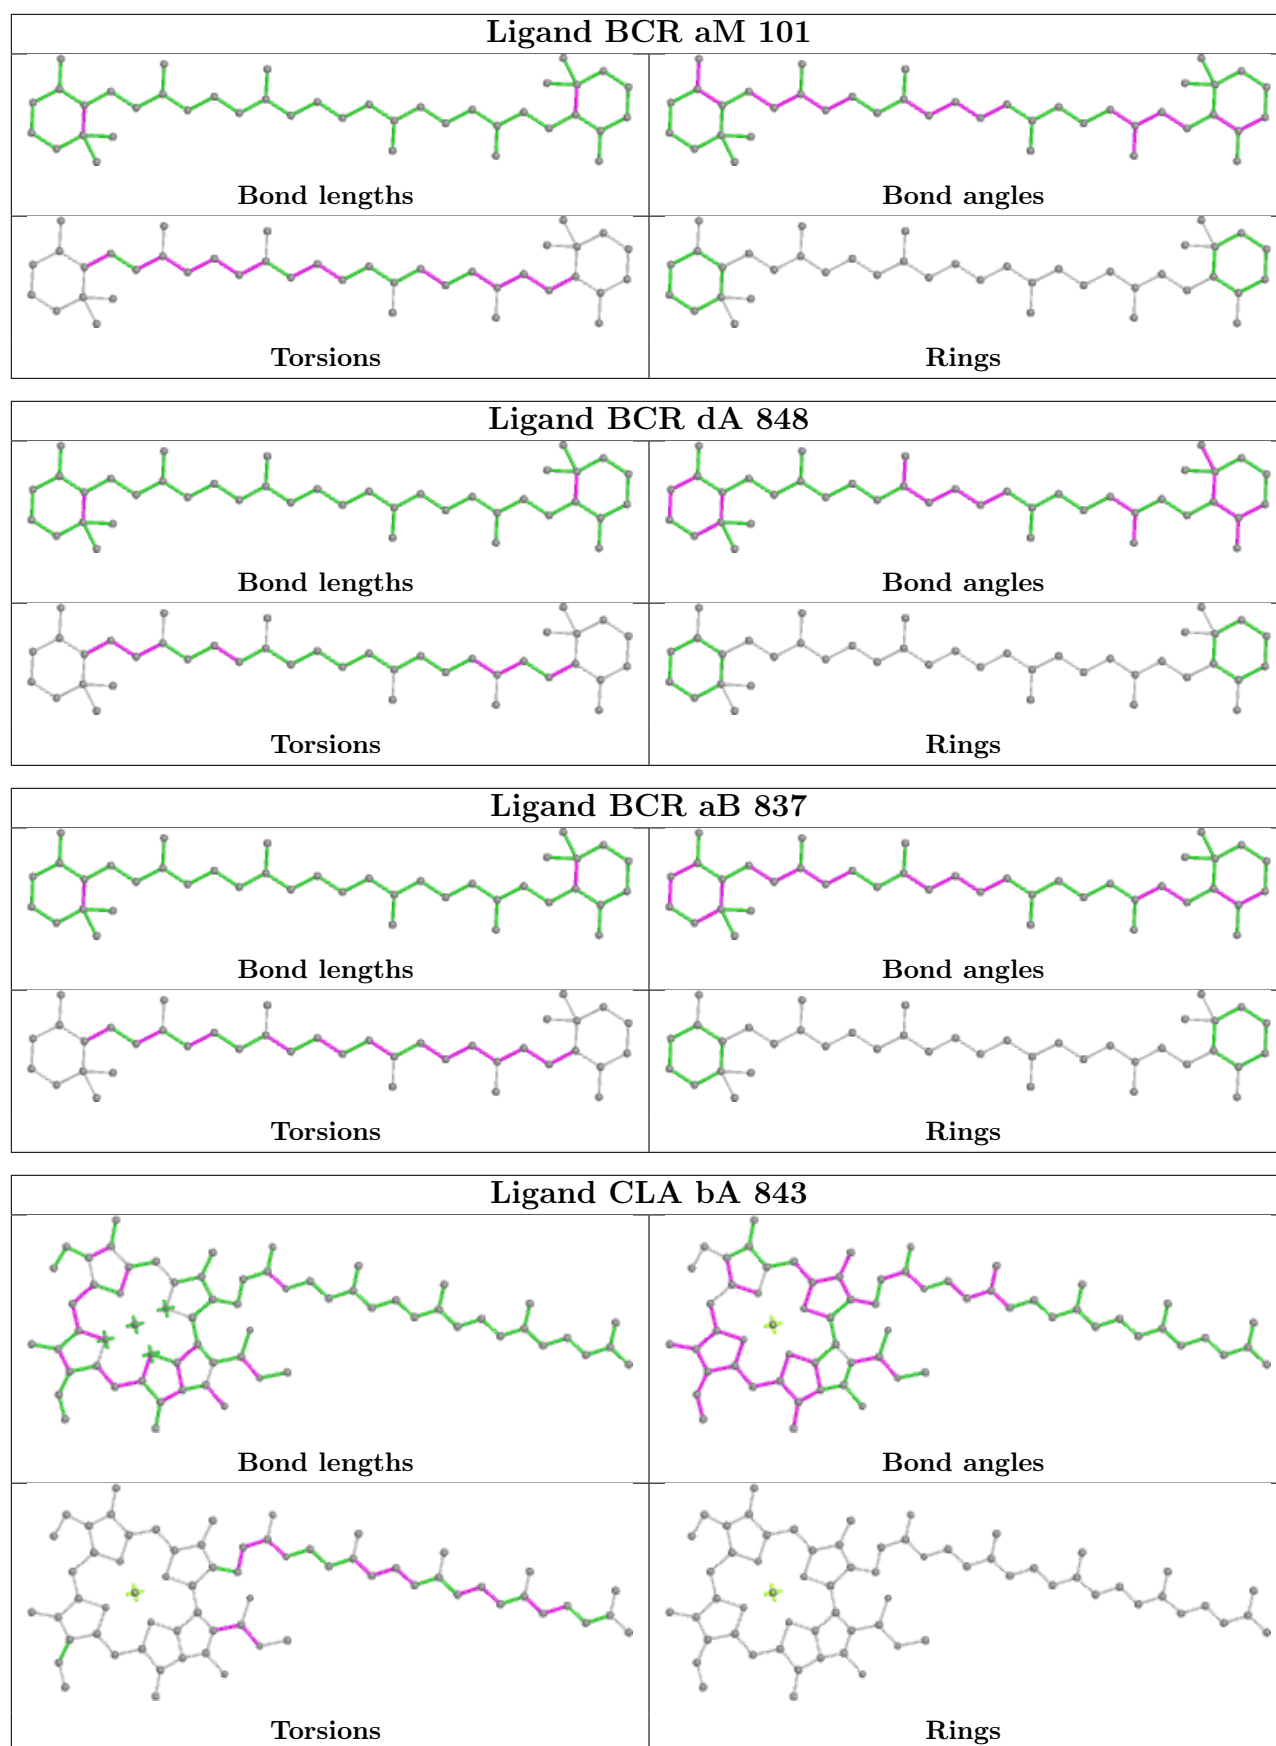 Ligand BCR aM 101
Bond lengths
Bond angles
Torsions
Rings
Ligand BCR dA 848
Bond lengths
Bond angles
Torsions
Rings
Ligand BCR aB 837
Bond lengths
Bond angles
Torsions
Rings
Ligand CLA bA 843
Bond lengths
Bond angles
Torsions
Rings